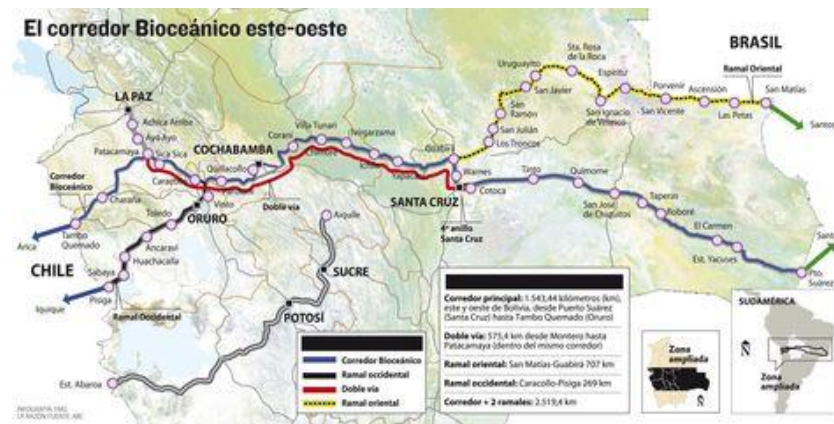 El corredor Bioceánico este-oeste
BRASIL
Ramal Oriental
Sta. Rosa
de la Roca
Uruguayito
San Javier
Espíritu
Porvenir
Ascensión
San Matías
San Ignacio
de Velasco
San Vicente
Las Petas
Santos
San
Ramón
San Julián
Los Troncos
LA PAZ
Achica Arriba
Ayo Ayo
Patacamaya
Sica Sica
COCHABAMBA
Quillacollo
Corani
Villa Tunari
Ivirgarzama
Guabirá
Warnes
SANTA CRUZ
Cotoca
4º anillo
Santa Cruz
Quimome
San José
de Chiquitos
Taperas
Roboré
El Carmen
Est. Yacuses
Pto.
Suárez
Corredor
Bioceánico
Charaña
Tambo
Quemado
Arica
Toledo
ORURO
Vinto
Doble vía
Ancaravi
Huachacalla
CHILE
Sabaya
Pisiga
Iquique
Ramal Occidental
Aiquile
SUCRE
POTOSÍ
Est. Abaroa
Corredor Bioceánico
Ramal occidental
Doble vía
Ramal oriental
Corredor principal: 1.543,44 kilómetros (km),
este y oeste de Bolivia, desde Puerto Suárez
(Santa Cruz) hasta Tambo Quemado (Oruro)
Doble vía: 575,4 km desde Montero hasta
Patacamaya (dentro del mismo corredor)
Ramal oriental: San Matías-Guabirá 707 km
Ramal occidental: Caracollo-Pisiga 269 km
Corredor + 2 ramales: 2.519,4 km
Zona
ampliada
N
SUDAMÉRICA
N
Zona
ampliada